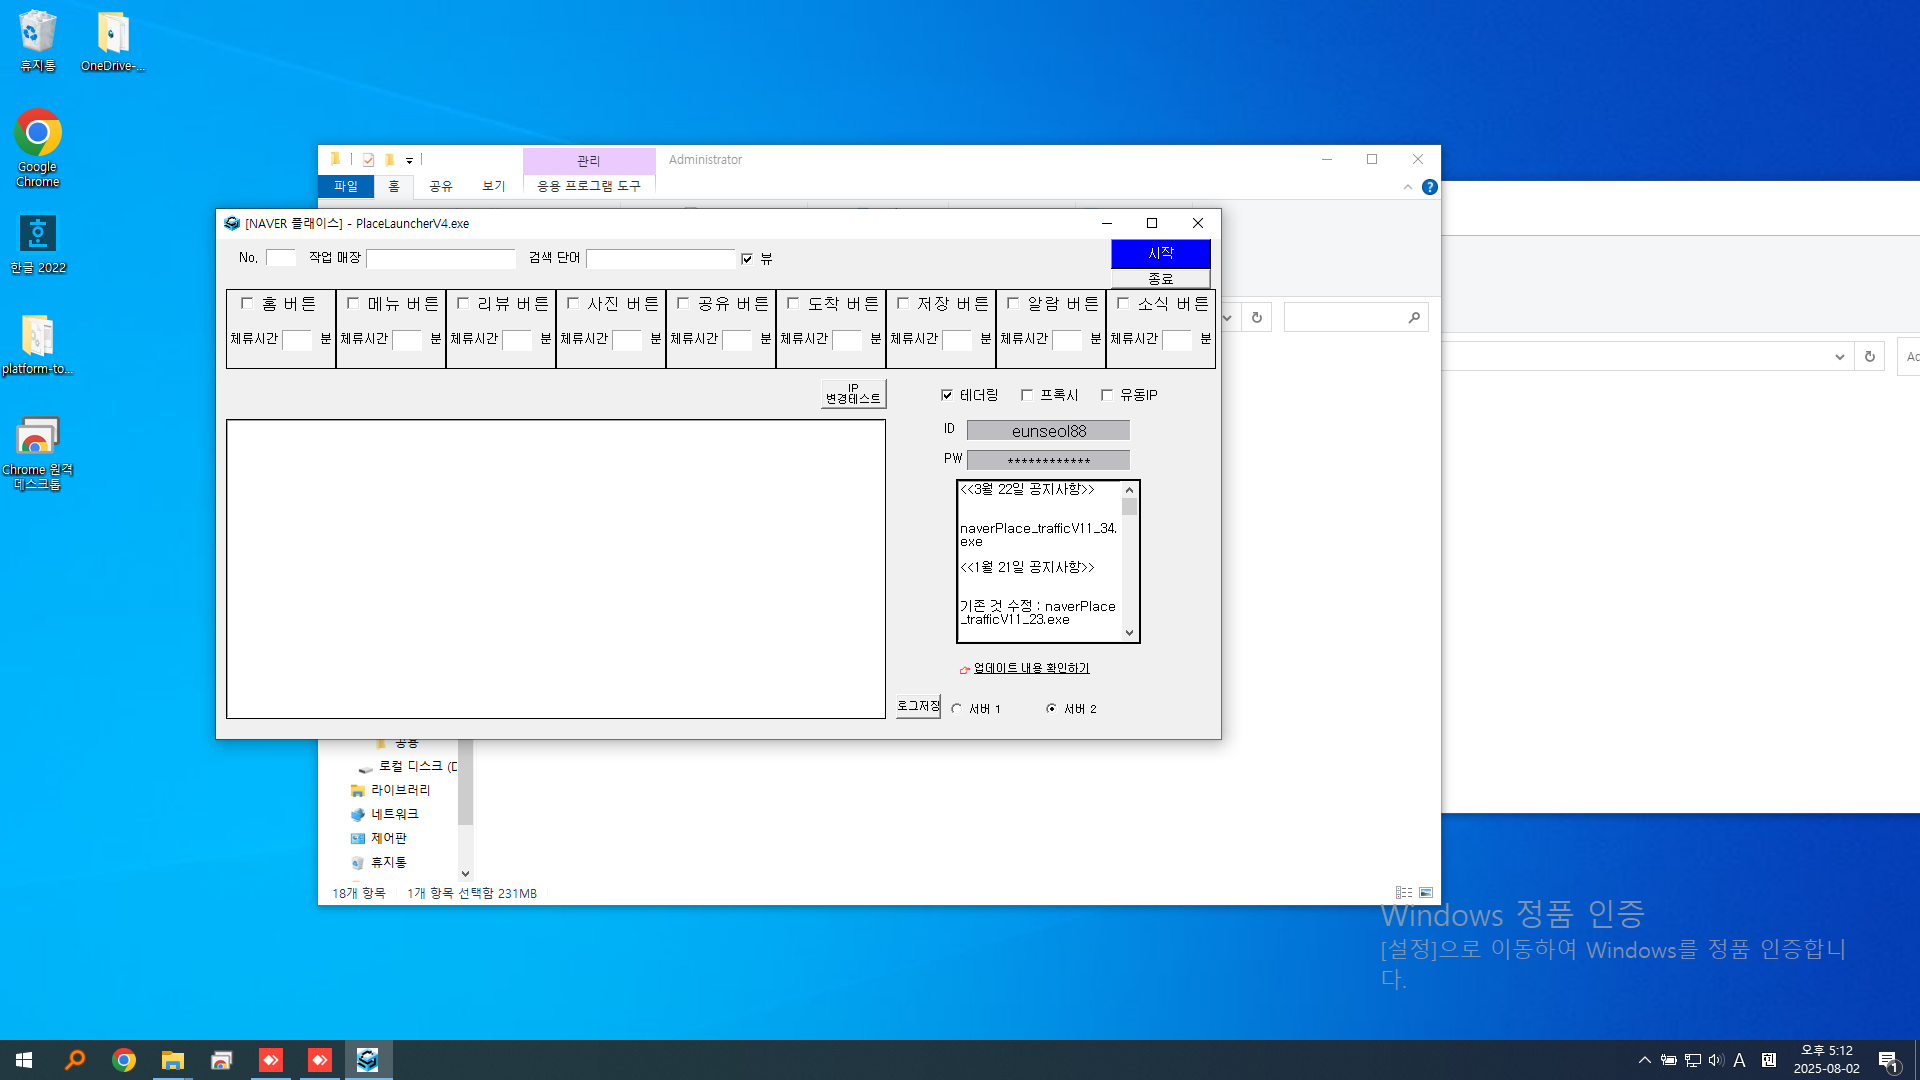 휴지통
OneDrive-...
Google
Chrome
한글 2022
platform-to...
Chrome 원격
데스크톱
관리
Administrator
파일
홈
공유
보기
응용 프로그램 도구
[NAVER 플래이스] - PlaceLauncherV4.exe
No.
작업 매장
검색 단어
뷰
시작
종료
홈 버튼
메뉴 버튼
리뷰 버튼
사진 버튼
공유 버튼
도착 버튼
저장 버튼
알람 버튼
소식 버튼
체류시간 분
체류시간 분
체류시간 분
체류시간 분
체류시간 분
체류시간 분
체류시간 분
체류시간 분
체류시간 분
IP
변경테스트
테더링
프록시
유동IP
ID
eunseol88
PW
************
<<3월 22일 공지사항>>
naverPlace_trafficV11_34.
exe
<<1월 21일 공지사항>>
기존 것 수정 : naverPlace
_trafficV11_23.exe
업데이트 내용 확인하기
로그저장
서버 1
서버 2
공용
로컬 디스크 (D
라이브러리
네트워크
제어판
휴지통
18개 항목
1개 항목 선택함 231MB
Ad
Windows 정품 인증
[설정]으로 이동하여 Windows를 정품 인증합니
다.
A
오후 5:12
2025-08-02
1